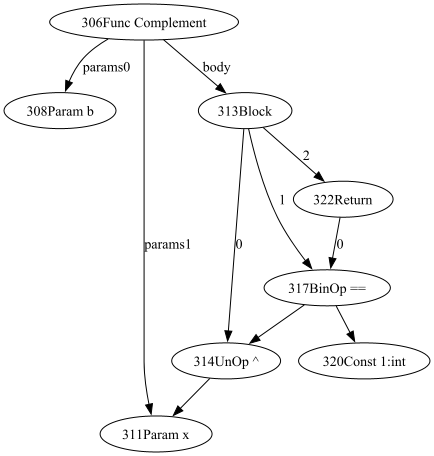 306Func Complement
params0
body
308Param b
313Block
2
1
322Return
params1
0
0
317BinOp ==
314UnOp ^
320Const 1:int
311Param x